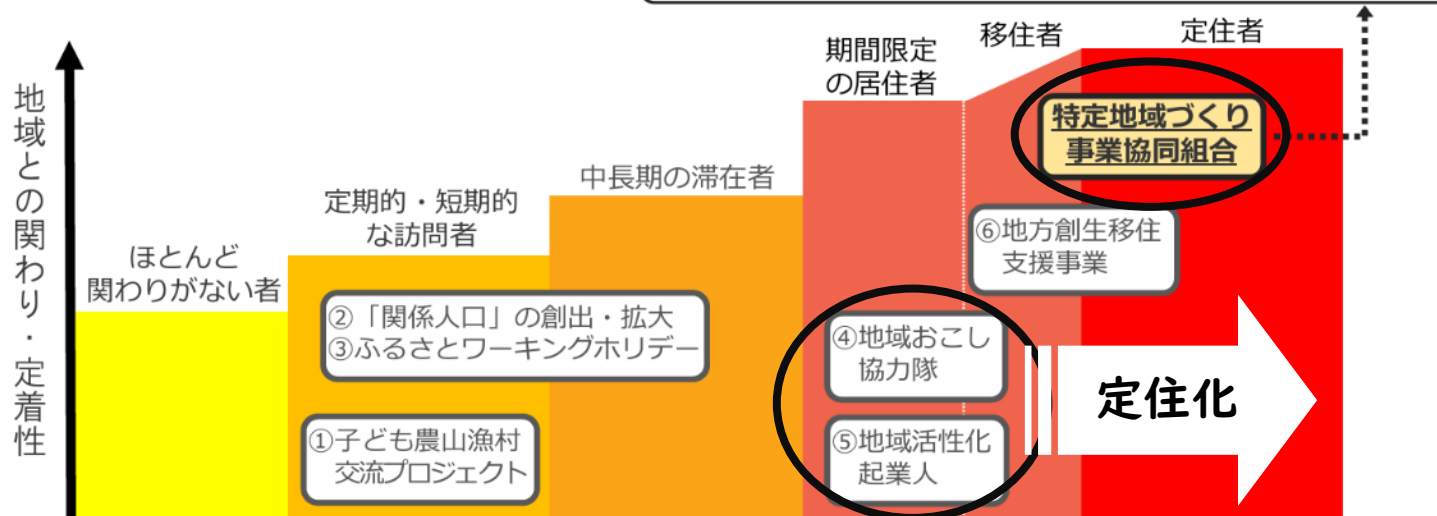 地域との関わり・定着性
ほとんど
関わりがない者
定期的・短期的
な訪問者
中長期の滞在者
期間限定
の居住者
移住者
定住者
特定地域づくり
事業協同組合
⑥地方創生移住
支援事業
②「関係人口」の創出・拡大
③ふるさとワーキングホリデー
④地域おこし
協力隊
①子ども農山漁村
交流プロジェクト
⑤地域活性化
起業人
定住化